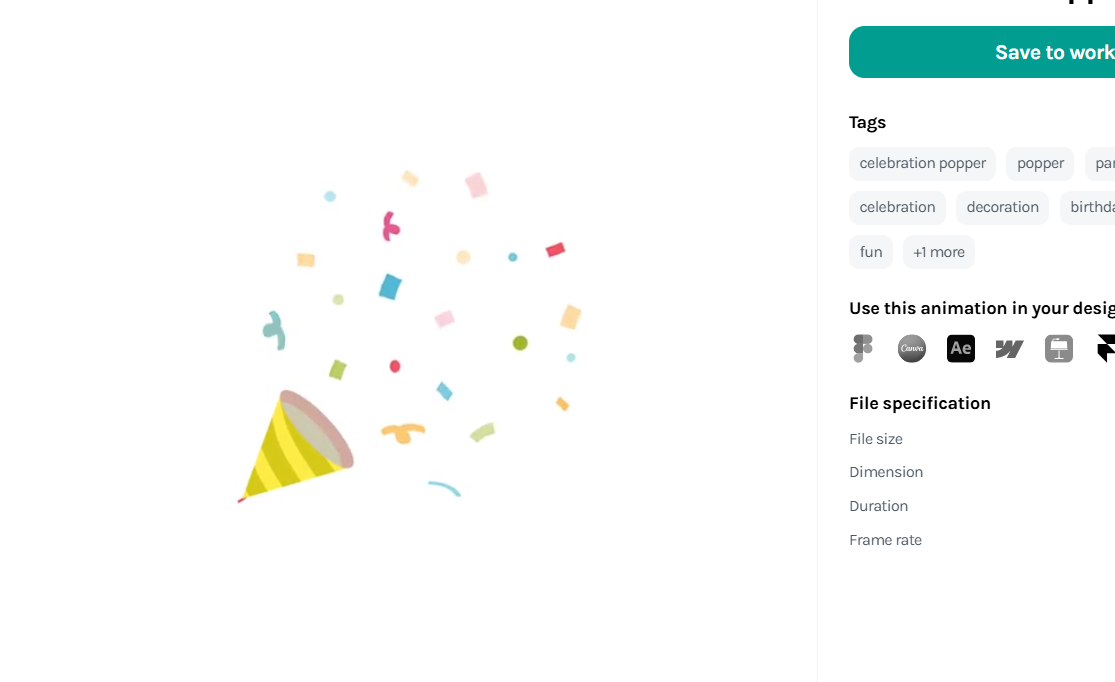 Save to work
Tags
celebration popper
popper
celebration
decoration
fun
+1 more
Use this animation in your
Canva
Ae
File specification
File size
Dimension
Duration
Frame rate